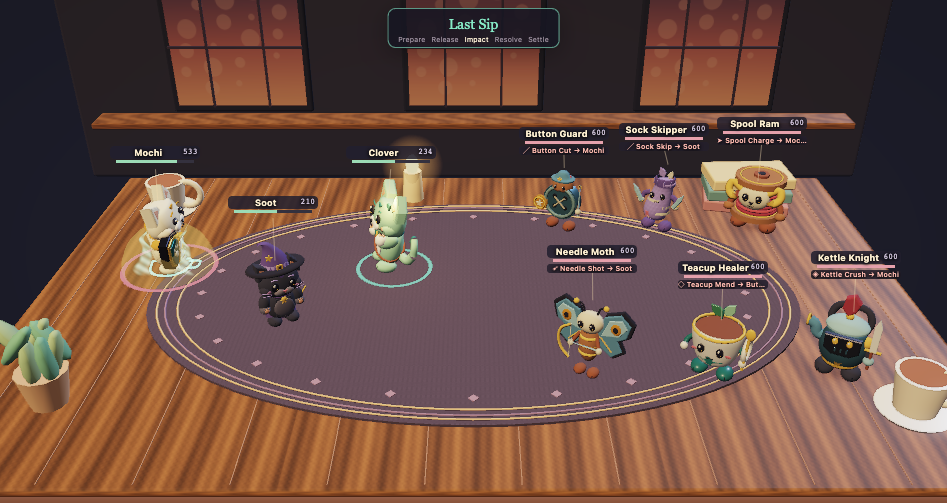 Last Sip
Prepare Release Impact Resolve Settle
Mochi 533
Clover 234
Soot 210
Button Guard 600
Button Cut → Mochi
Sock Skipper 600
Sock Skip → Soot
Spool Ram 600
Spool Charge → Moc...
Needle Moth 600
Needle Shot → Soot
Teacup Healer 600
Teacup Mend → But...
Kettle Knight 600
Kettle Crush → Mochi